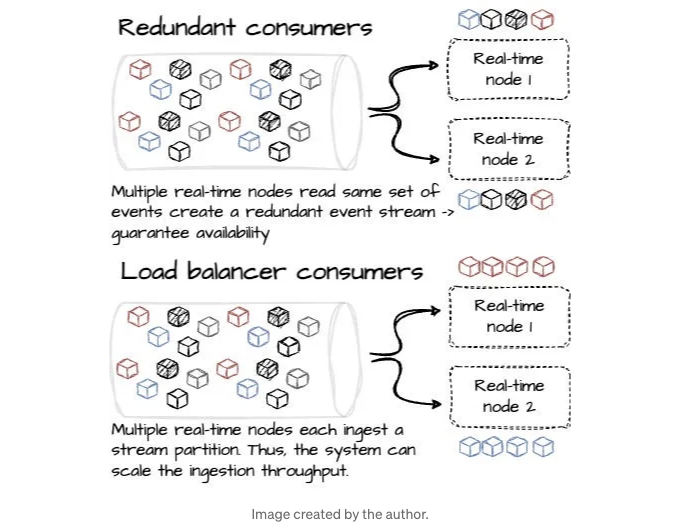 Redundant consumers
Real-time
node 1
Real-time
node 2
Multiple real-time nodes read same set of
events create a redundant event stream ->
guarantee availability
Load balancer consumers
Real-time
node 1
Real-time
node 2
Multiple real-time nodes each ingest a
stream partition. Thus, the system can
scale the ingestion throughput.
Image created by the author.